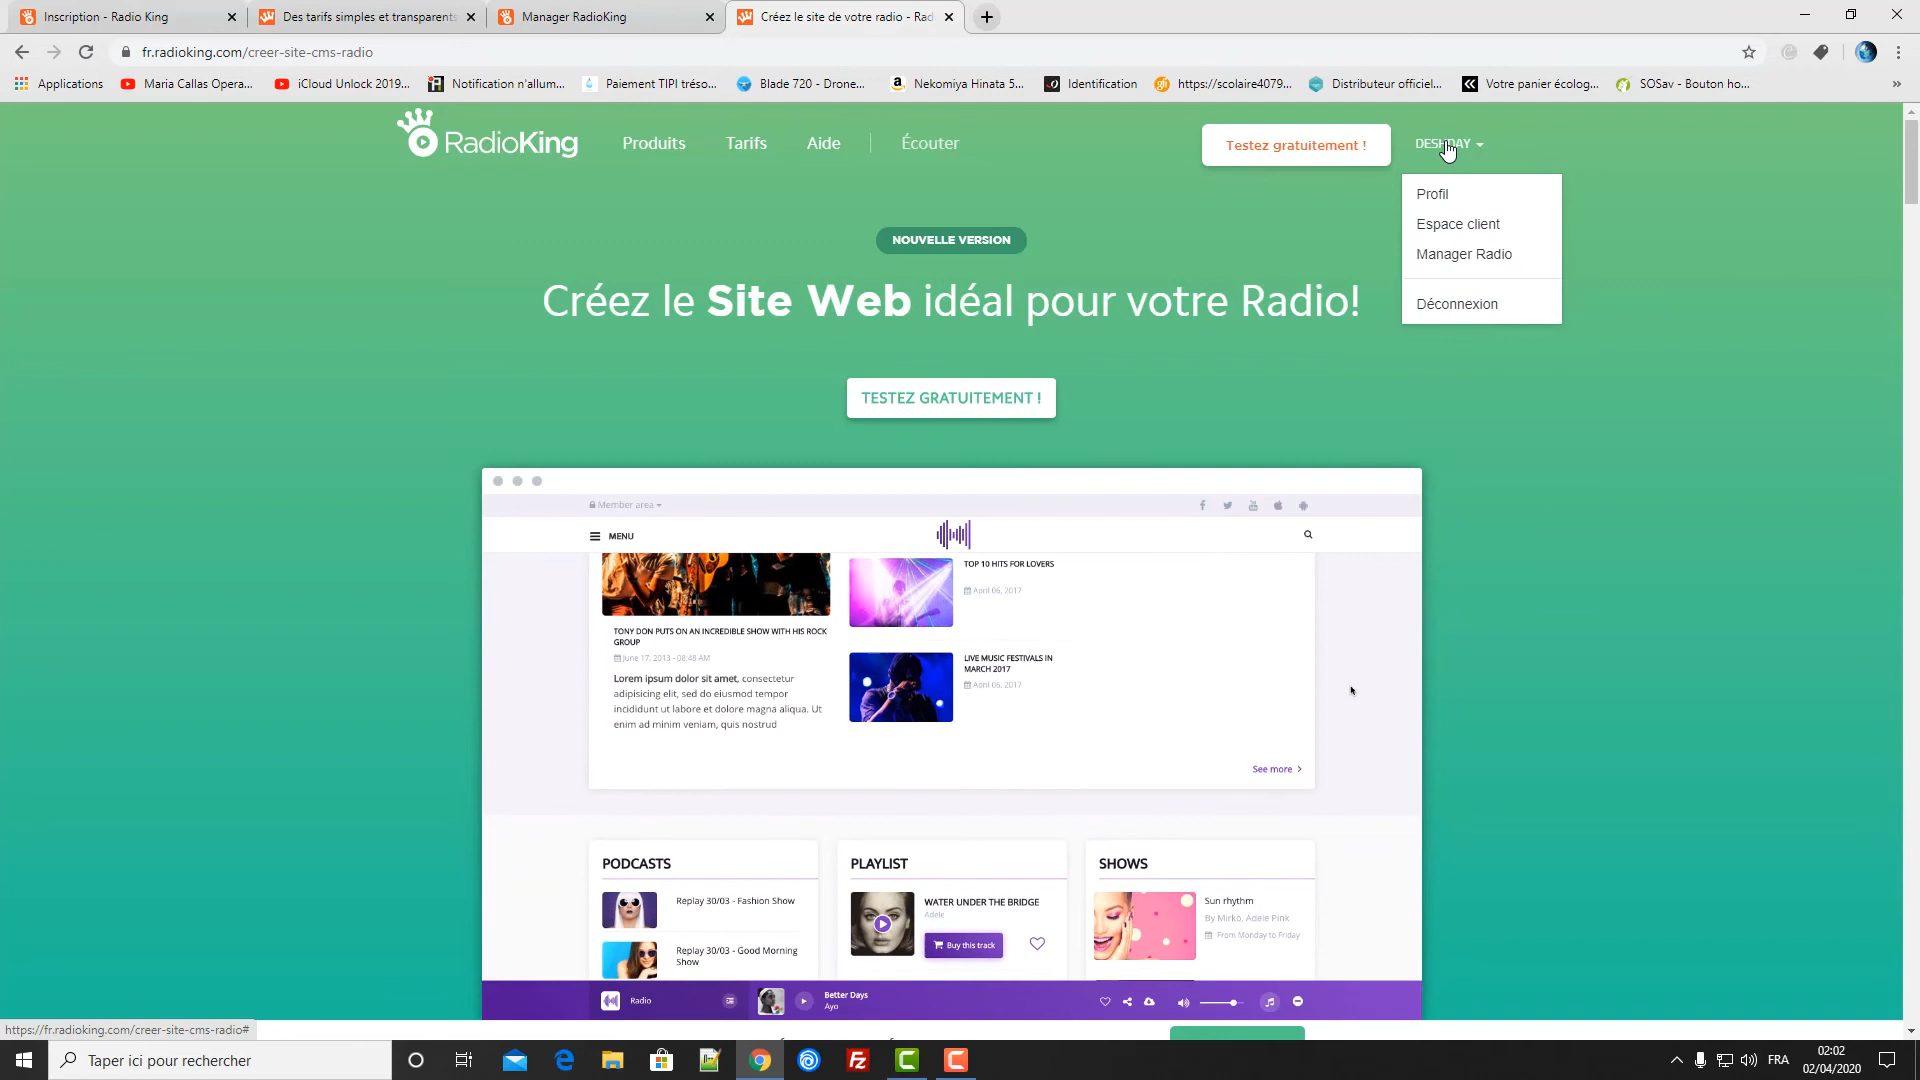 Inscription - Radio King
Des tarifs simples et transparents
Manager RadioKing
Créez le site de votre radio - Rad
fr.radioking.com/creer-site-cms-radio
Applications
Maria Callas Opera...
iCloud Unlock 2019...
Notification n'allum...
Paiement TIPI tréso...
Blade 720 - Drone...
Nekomiya Hinata 5...
Identification
https://scolaire4079...
Distributeur officiel...
Votre panier écolog...
SOSav - Bouton ho...
RadioKing
Produits
Tarifs
Aide
Écouter
Testez gratuitement !
Profil
Espace client
Manager Radio
Déconnexion
NOUVELLE VERSION
Créez le Site Web idéal pour votre Radio!
TESTEZ GRATUITEMENT !
Member area
MENU
TOP 10 HITS FOR LOVERS
April 06, 2017
TONY DON PUTS ON AN INCREDIBLE SHOW WITH HIS ROCK
GROUP
June 17, 2013 - 08:48 AM
Lorem ipsum dolor sit amet, consectetur
adipisicing elit, sed do eiusmod tempor
incididunt ut labore et dolore magna aliqua. Ut
enim ad minim veniam, quis nostrud
LIVE MUSIC FESTIVALS IN
MARCH 2017
April 06, 2017
See more
PODCASTS
Replay 30/03 - Fashion Show
Replay 30/03 - Good Morning
Show
PLAYLIST
WATER UNDER THE BRIDGE
Adele
Buy this track
SHOWS
Sun rhythm
By Mirko, Adele Pink
From Monday to Friday
Radio
Better Days
Ayo
https://fr.radioking.com/creer-site-cms-radio#
Taper ici pour rechercher
FRA
02:02
02/04/2020